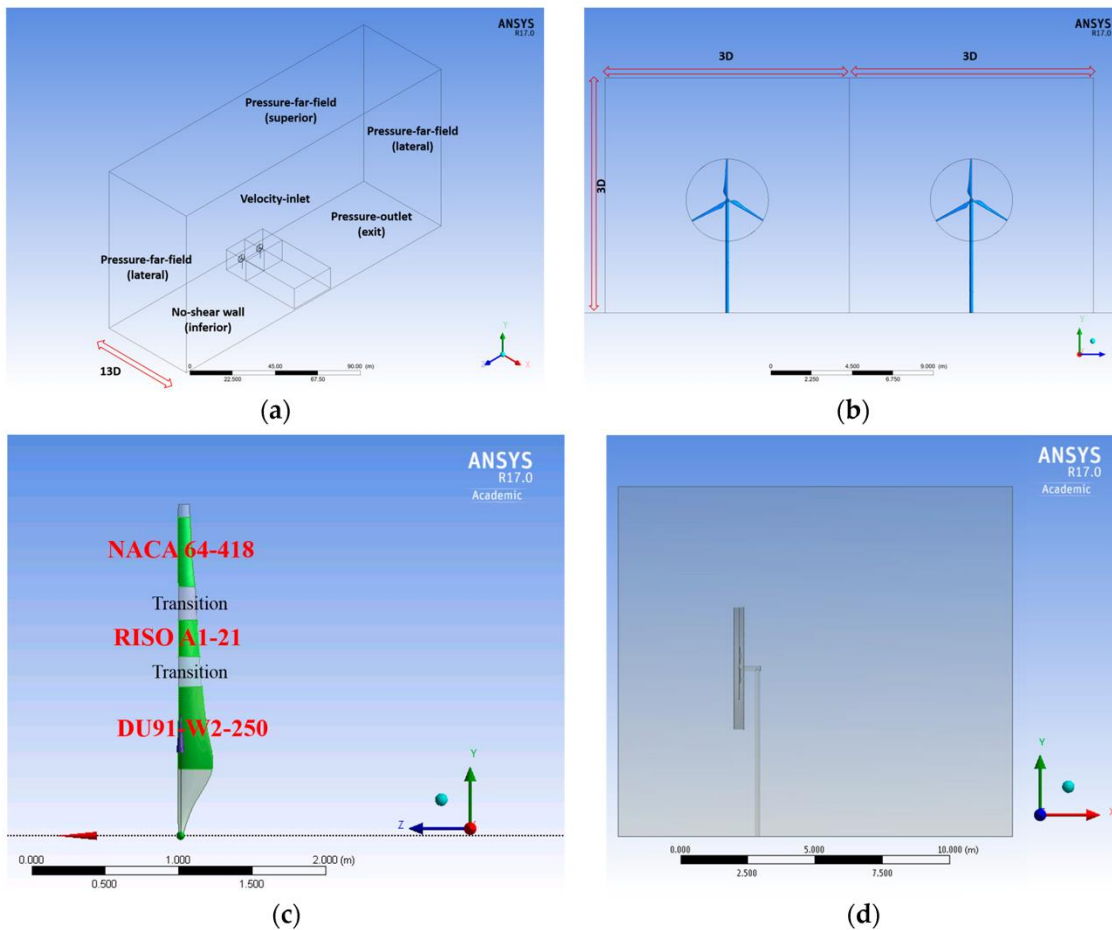 ANSYS
R17.0
Pressure-far-field
(superior)
Pressure-far-field
(lateral)
Velocity-inlet
Pressure-outlet
(exit)
Pressure-far-field
(lateral)
No-shear wall
(inferior)
13D
Y
Z
X
0
45.00
90.00 (m)
22.500
67.50
(a)
ANSYS
R17.0
3D
3D
3D
Y
Z
0
4.500
9.000 (m)
2.250
6.750
(b)
ANSYS
R17.0
Academic
NACA 64-418
Transition
RISO A1-21
Transition
DU91-W2-250
Y
Z
0.000
1.000
2.000 (m)
0.500
1.500
(c)
ANSYS
R17.0
Academic
Y
X
0.000
5.000
10.000 (m)
2.500
7.500
(d)